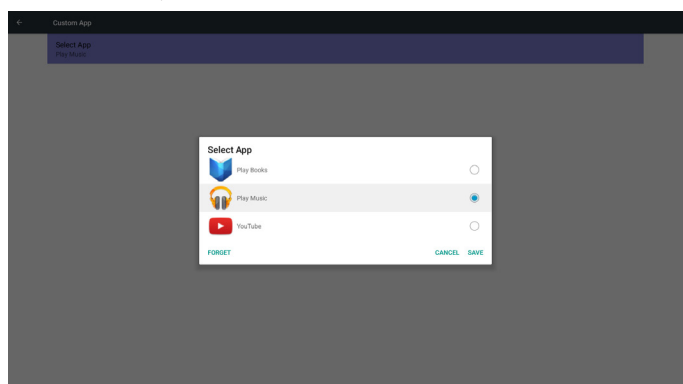 Custom App
Select App
Play Music
Select App
Play Books
Play Music
YouTube
FORGET CANCEL SAVE